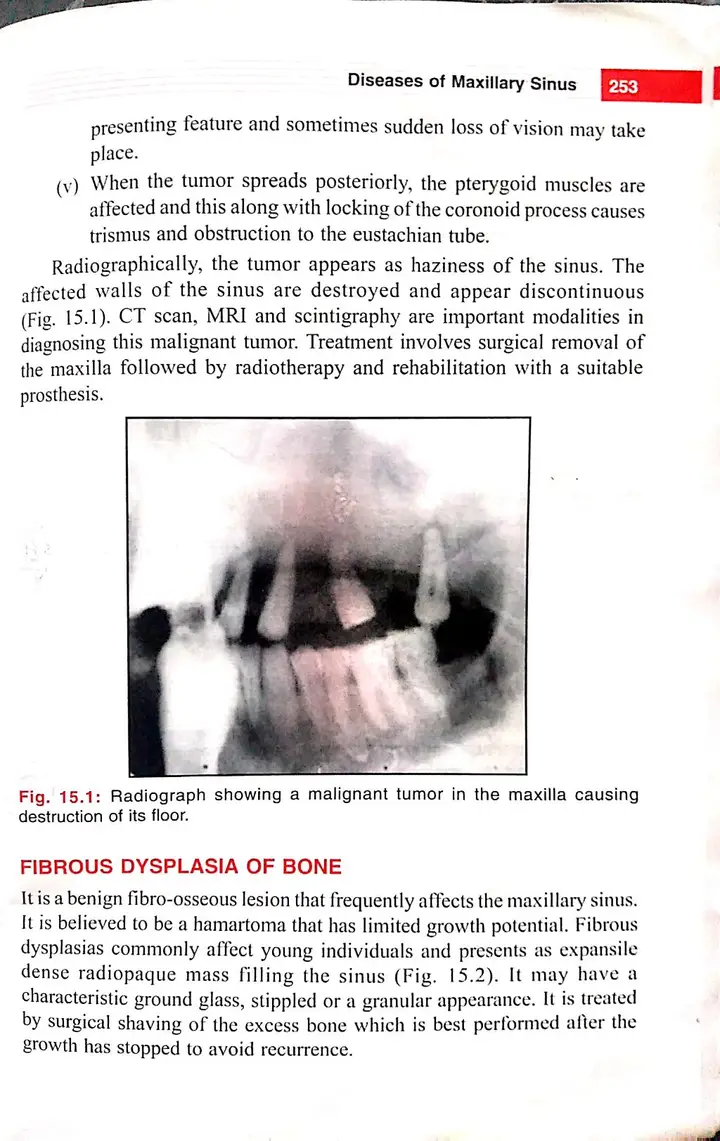 Diseases of Maxillary Sinus 253
presenting feature and sometimes sudden loss of vision may take
place.
(v) When the tumor spreads posteriorly, the pterygoid muscles are
affected and this along with locking of the coronoid process causes
trismus and obstruction to the eustachian tube.
Radiographically, the tumor appears as haziness of the sinus. The
affected walls of the sinus are destroyed and appear discontinuous
(Fig. 15.1). CT scan, MRI and scintigraphy are important modalities in
diagnosing this malignant tumor. Treatment involves surgical removal of
the maxilla followed by radiotherapy and rehabilitation with a suitable
prosthesis.
Fig. 15.1: Radiograph showing a malignant tumor in the maxilla causing
destruction of its floor.
FIBROUS DYSPLASIA OF BONE
It is a benign fibro-osseous lesion that frequently affects the maxillary sinus.
It is believed to be a hamartoma that has limited growth potential. Fibrous
dysplasias commonly affect young individuals and presents as expansile
dense radiopaque mass filling the sinus (Fig. 15.2). It may have a
characteristic ground glass, stippled or a granular appearance. It is treated
by surgical shaving of the excess bone which is best performed after the
growth has stopped to avoid recurrence.